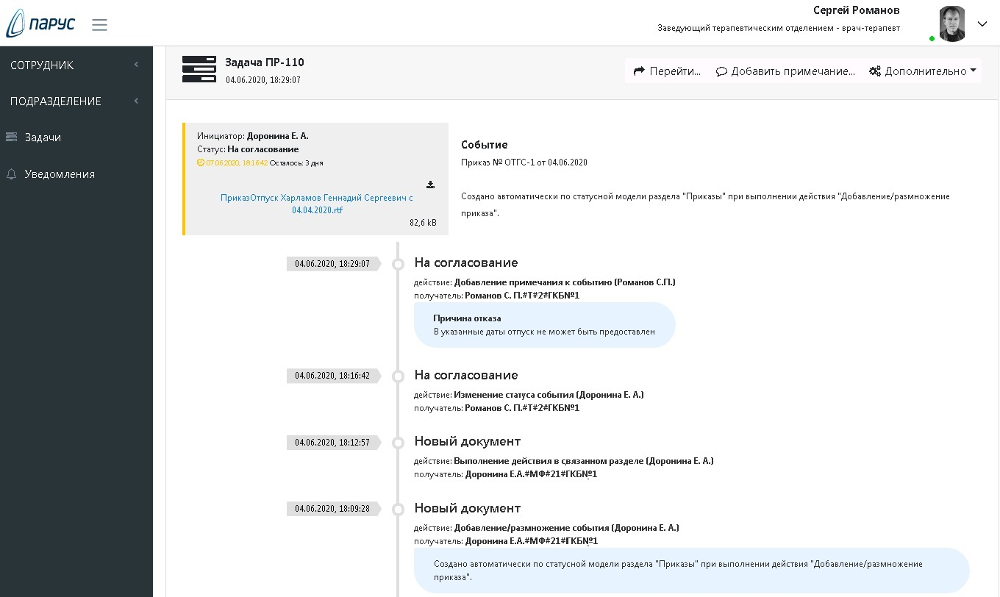 ПАРУС
Сергей Романов
Заведующий терапевтическим отделением - врач-терапевт
СОТРУДНИК
ПОДРАЗДЕЛЕНИЕ
Задачи
Уведомления
Задача ПР-110
04.06.2020, 18:29:07
Перейти...
Добавить примечание...
Дополнительно
Инициатор: Доронина Е. А.
Статус: На согласование
07.06.2020, 18:16:42 Осталось: 3 дня
ПриказОтпуск Харламов Геннадий Сергеевич с
04.04.2020.rtf
82,6 kB
Событие
Приказ № ОТГС-1 от 04.06.2020
Создано автоматически по статусной модели раздела "Приказы" при выполнении действия "Добавление/размножение
приказа".
04.06.2020, 18:29:07
На согласование
действие: Добавление примечания к событию (Романов С.П.)
получатель: Романов С. П.#Т#2#ГКБ№1
Причина отказа
В указанные даты отпуск не может быть предоставлен
04.06.2020, 18:16:42
На согласование
действие: Изменение статуса события (Доронина Е. А.)
получатель: Романов С. П.#Т#2#ГКБ№1
04.06.2020, 18:12:57
Новый документ
действие: Выполнение действия в связанном разделе (Доронина Е. А.)
получатель: Доронина Е.А.#МФ#21#ГКБ№1
04.06.2020, 18:09:28
Новый документ
действие: Добавление/размножение события (Доронина Е. А.)
получатель: Доронина Е.А.#МФ#21#ГКБ№1
Создано автоматически по статусной модели раздела "Приказы" при выполнении действия "Добавление/размножение
приказа".